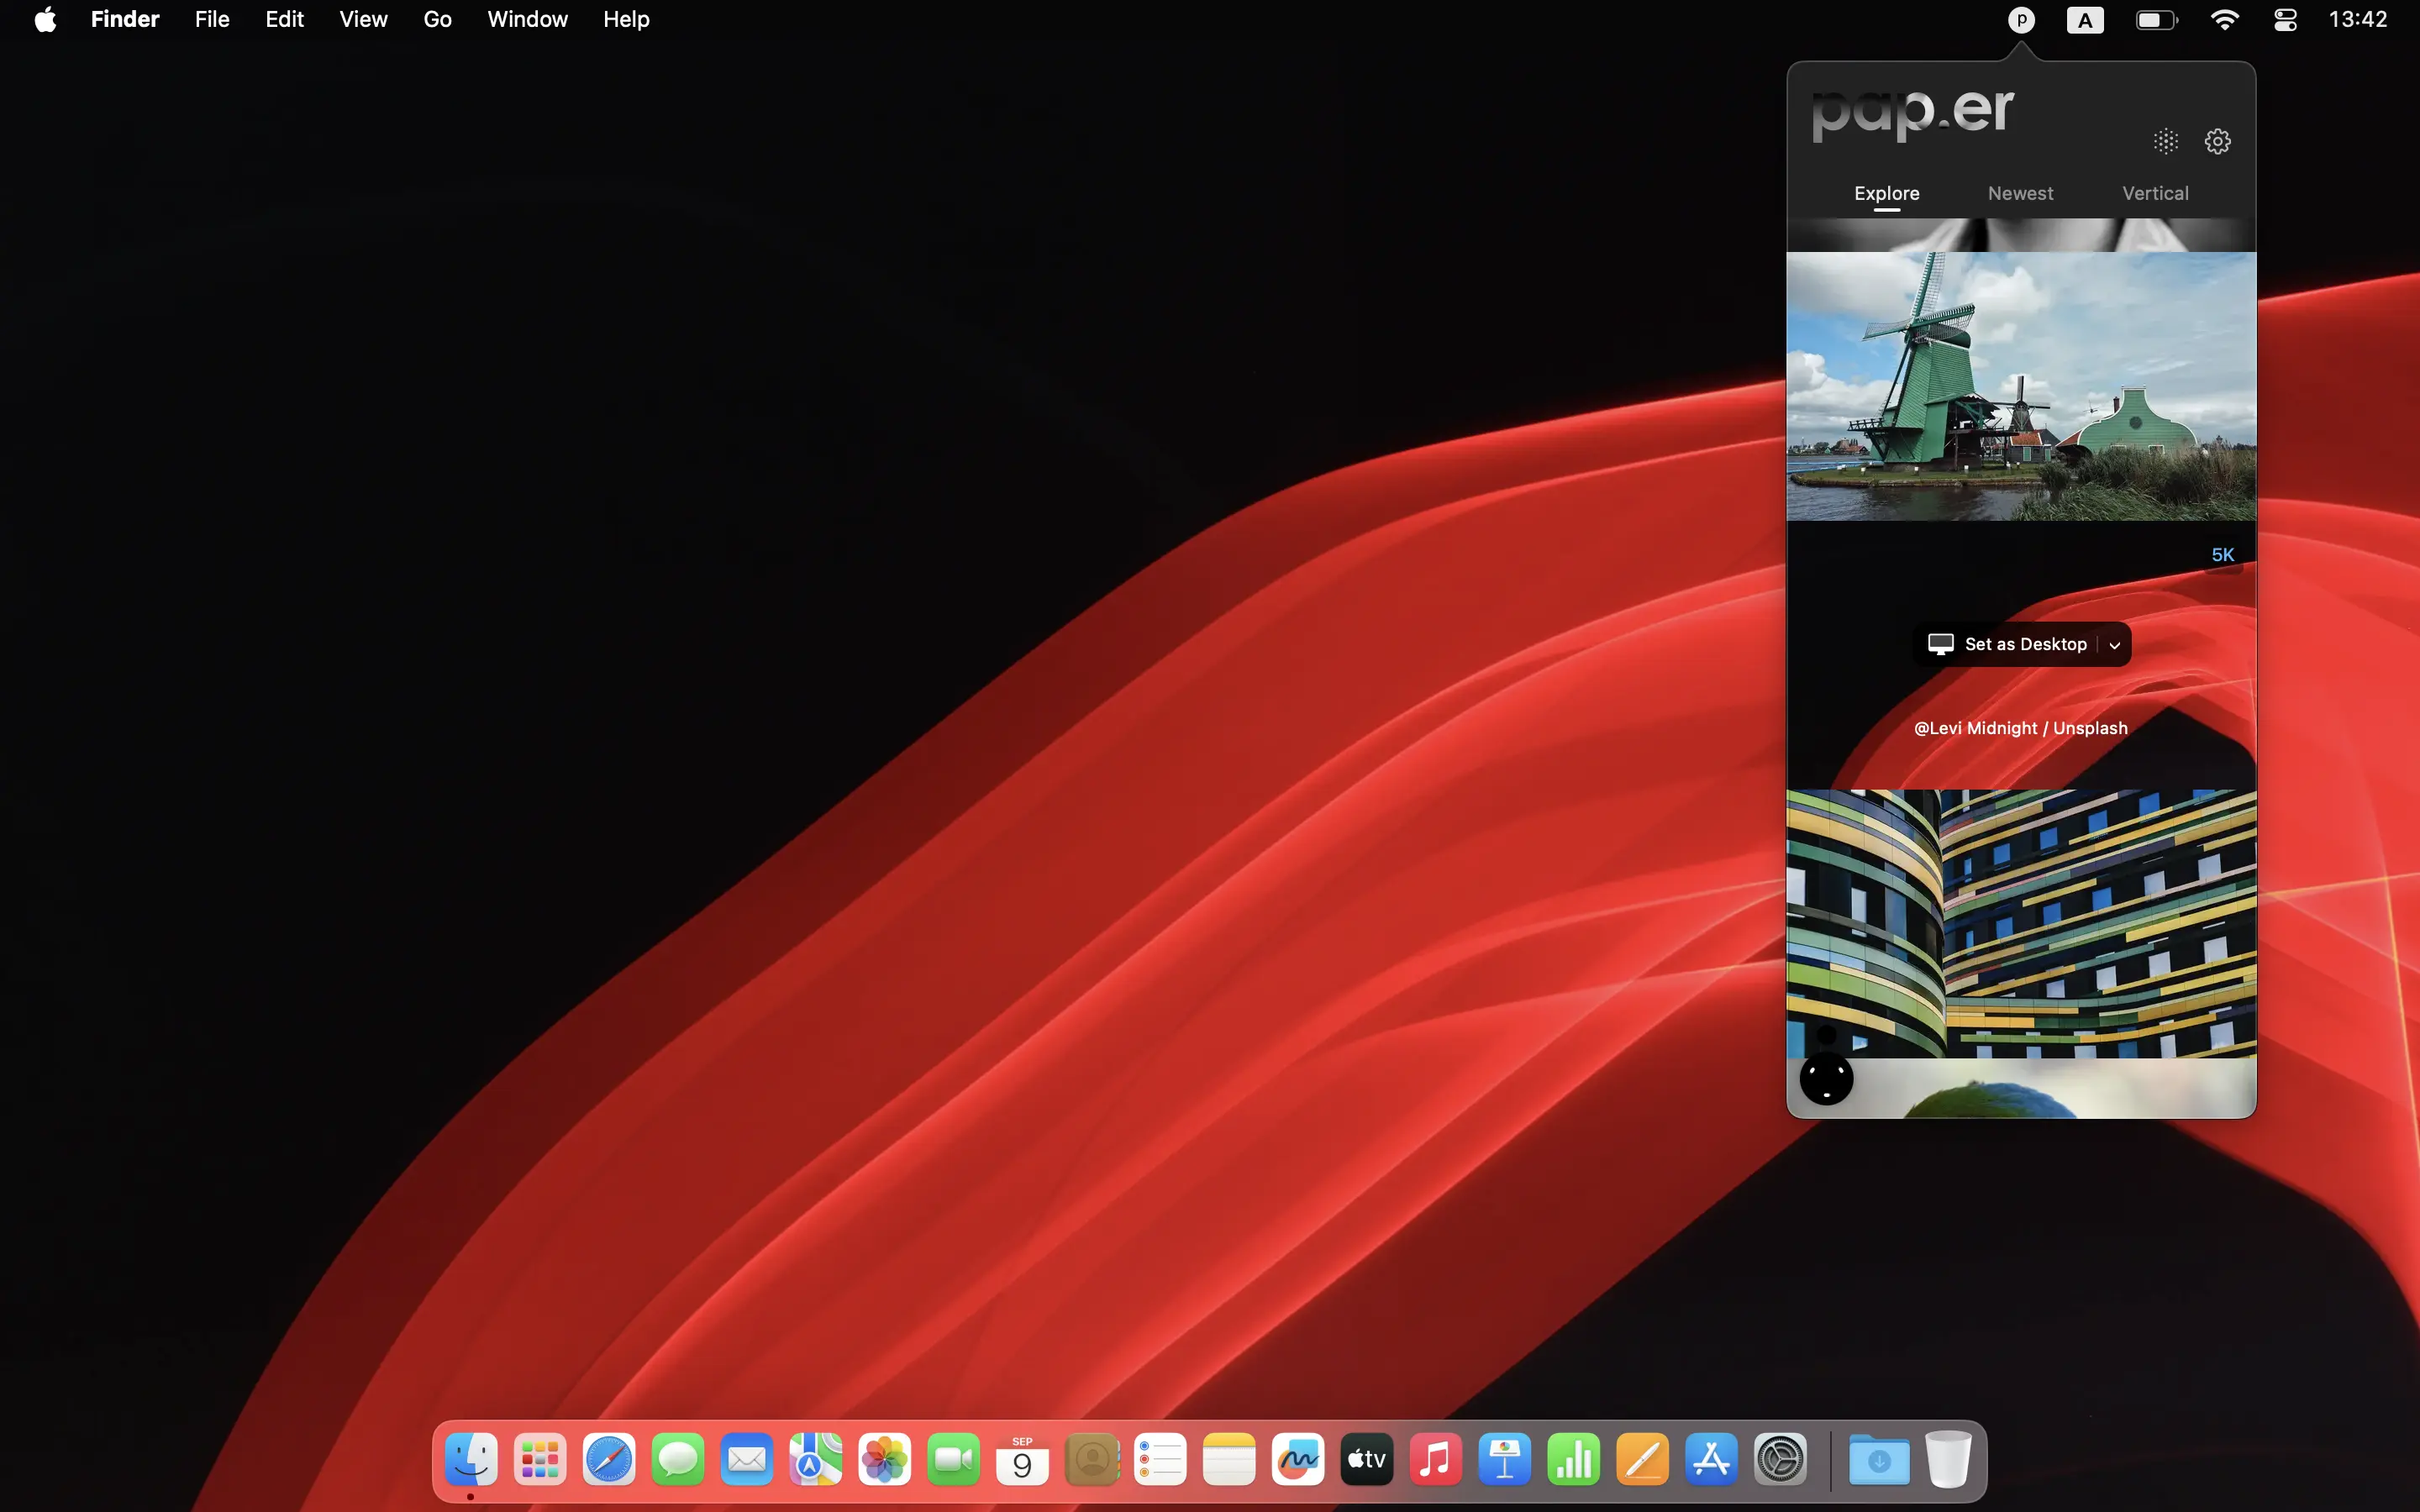 Finder File Edit View Go Window Help
p A 13:42
pap.er
Explore Newest Vertical
5K
Set as Desktop
@Levi Midnight / Unsplash
SEP
9
tv